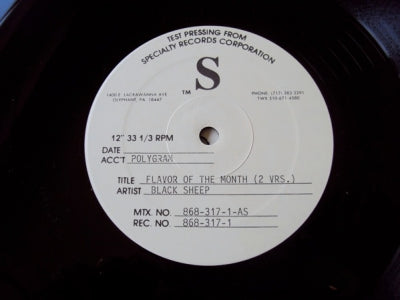 TEST PRESSING FROM
SPECIALTY RECORDS CORPORATION
S
TM
1400 E. LACKAWANNA AVE.
OLYPHANT, PA. 18447
PHONE: (717) 383 3291
TWX 510-671-4580
12" 33 1/3 RPM
DATE
ACC'T POLYGRAM
TITLE FLAVOR OF THE MONTH (2 VRS.)
ARTIST BLACK SHEEP
MTX. NO. 868-317-1-AS
REC. NO. 868-317-1